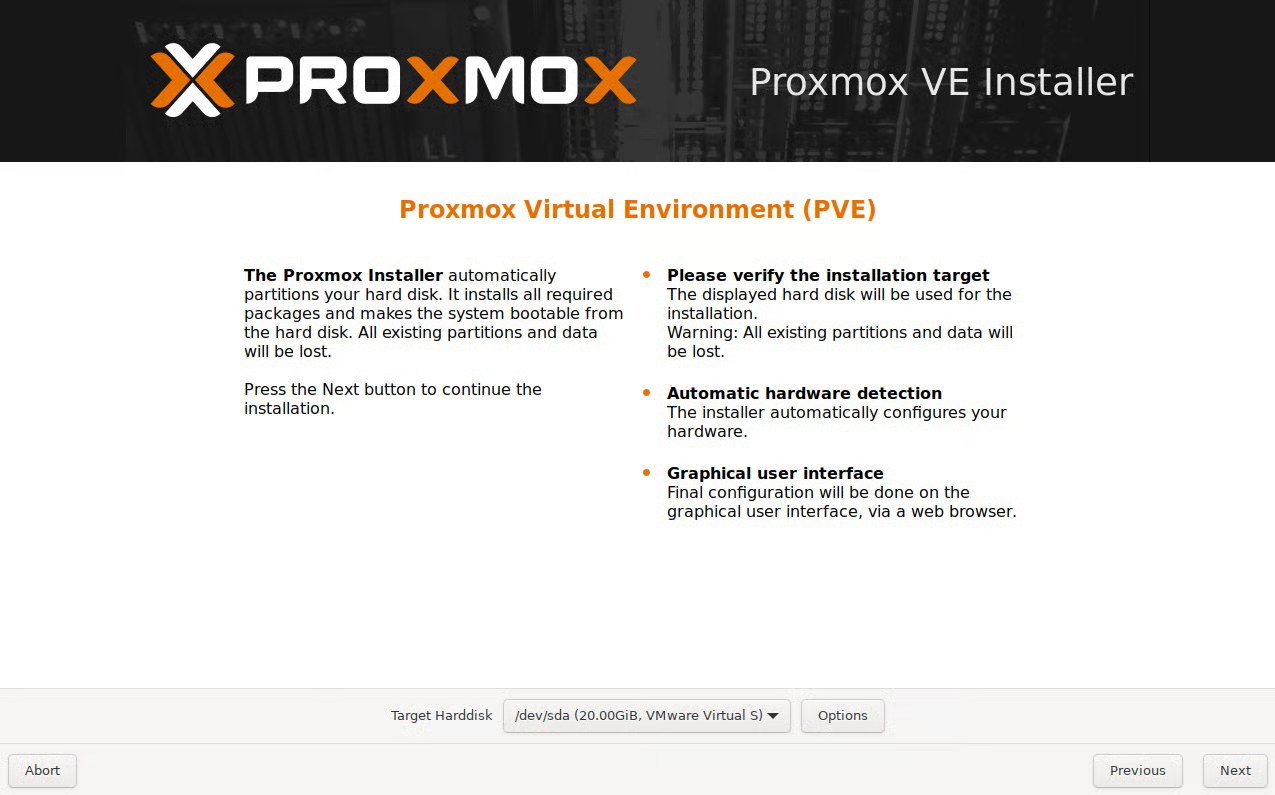 PROXMOX
Proxmox VE Installer
Proxmox Virtual Environment (PVE)
The Proxmox Installer automatically
partitions your hard disk. It installs all required
packages and makes the system bootable from
the hard disk. All existing partitions and data
will be lost.
Press the Next button to continue the
installation.
Please verify the installation target
The displayed hard disk will be used for the
installation.
Warning: All existing partitions and data will
be lost.
Automatic hardware detection
The installer automatically configures your
hardware.
Graphical user interface
Final configuration will be done on the
graphical user interface, via a web browser.
Target Harddisk /dev/sda (20.00GiB, VMware Virtual S) Options
Abort Previous Next